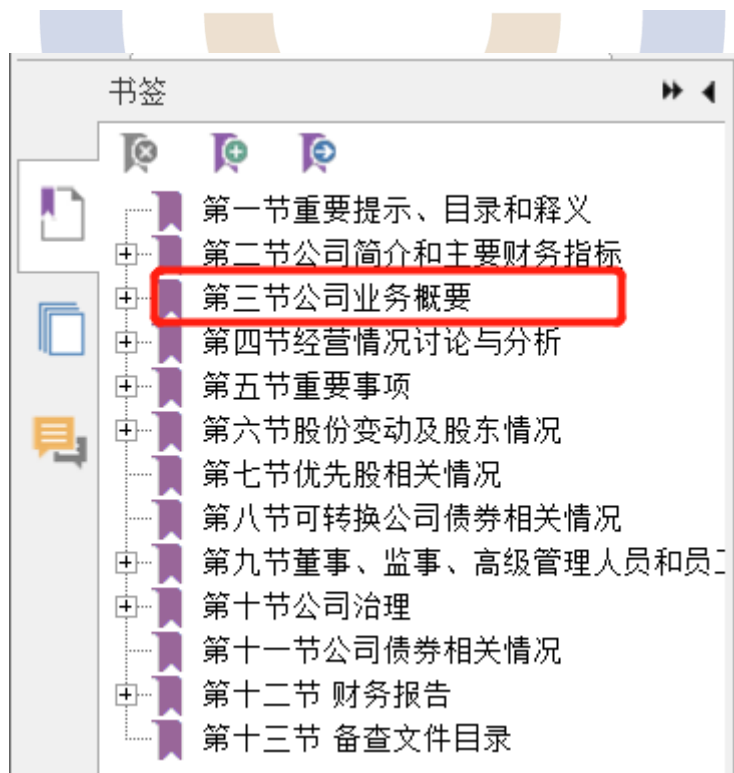 书签
第一节重要提示、目录和释义
第二节公司简介和主要财务指标
第三节公司业务概要
第四节经营情况讨论与分析
第五节重要事项
第六节股份变动及股东情况
第七节优先股相关情况
第八节可转换公司债券相关情况
第九节董事、监事、高级管理人员和员
第十节公司治理
第十一节公司债券相关情况
第十二节 财务报告
第十三节 备查文件目录